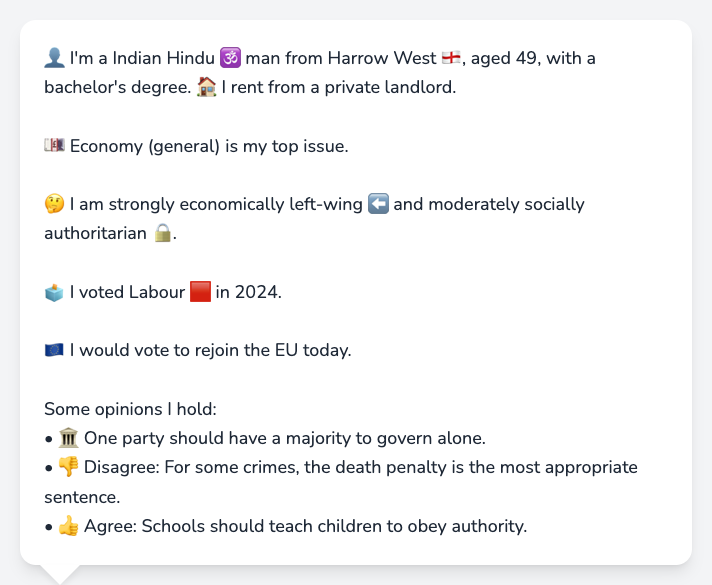 👤 I'm a Indian Hindu 🕉️ man from Harrow West 🏴󠁧󠁢󠁥󠁮󠁧󠁿, aged 49, with a
bachelor's degree. 🏠 I rent from a private landlord.
💷 Economy (general) is my top issue.
🤔 I am strongly economically left-wing ⬅️ and moderately socially
authoritarian 🔒.
🗳️ I voted Labour 🟥 in 2024.
🇪🇺 I would vote to rejoin the EU today.
Some opinions I hold:
• 🏛️ One party should have a majority to govern alone.
• 👎 Disagree: For some crimes, the death penalty is the most appropriate
sentence.
• 👍 Agree: Schools should teach children to obey authority.